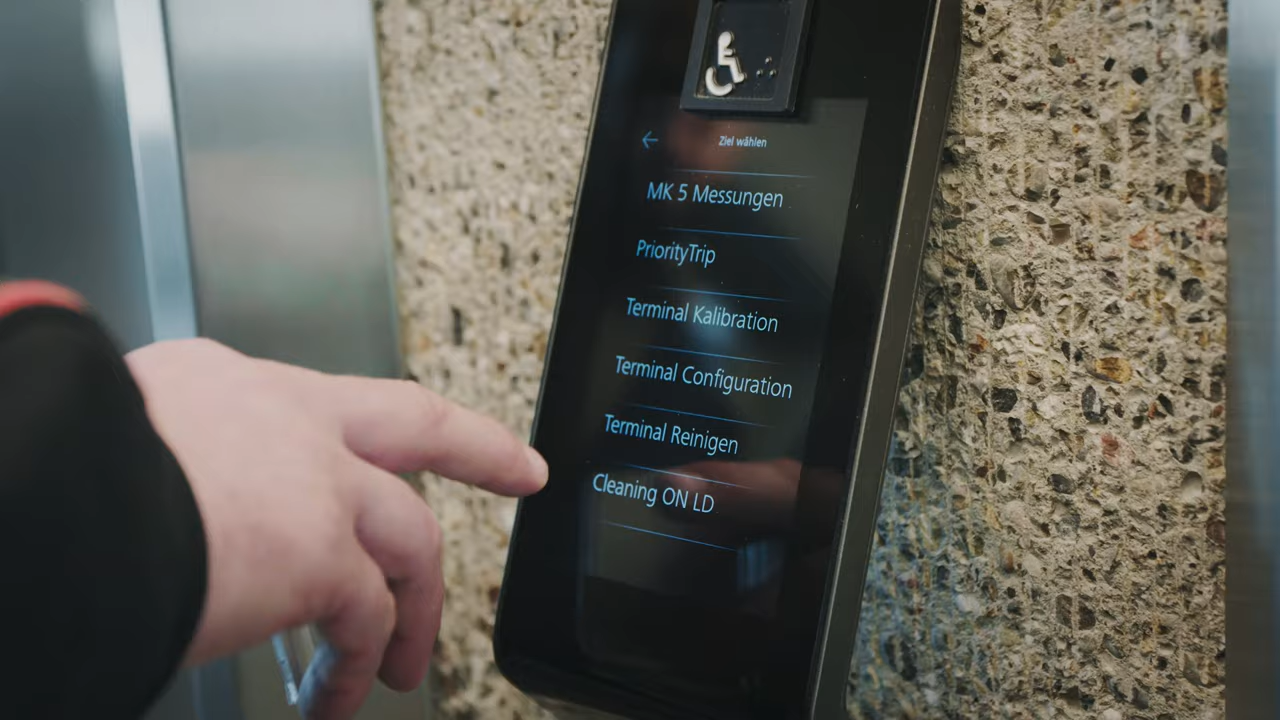 Ziel wählen
MK 5 Messungen
PriorityTrip
Terminal Kalibration
Terminal Configuration
Terminal Reinigen
Cleaning ON LD